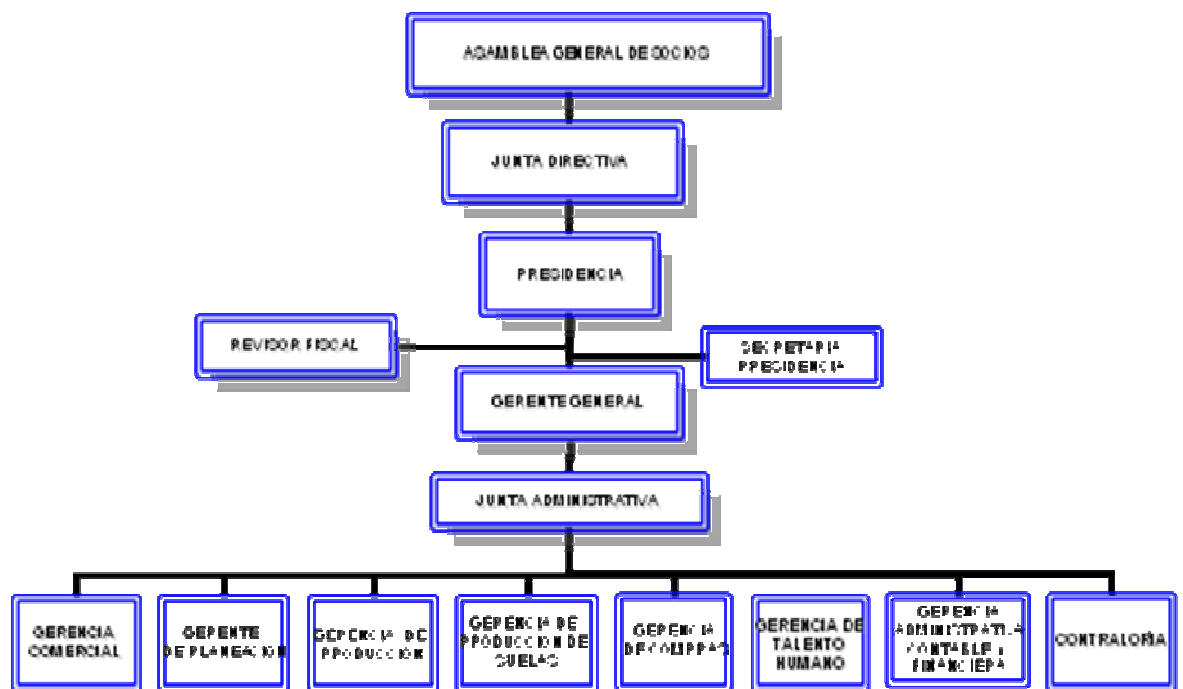 ASAMBLEA GENERAL DE SOCIOS
JUNTA DIRECTIVA
PRESIDENCIA
REVISOR FISCAL
SECRETARIA
PRESIDENCIA
GERENTE GENERAL
JUNTA ADMINISTRATIVA
GERENCIA
COMERCIAL
GERENTE
DE PLANEACION
GERENCIA DE
PRODUCCION
GERENCIA DE
PRODUCCION DE
SUELAS
GERENCIA
DE COMPRAS
GERENCIA DE
TALENTO
HUMANO
GERENCIA
ADMINISTRATIVA
CONTABLE Y
FINANCIERA
CONTRALORÍA